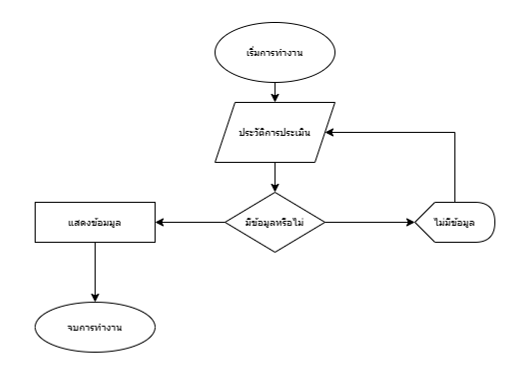 เริ่มการทำงาน
ประวัติการประเมิน
มีข้อมูลหรือไม่
แสดงข้อมมูล
ไม่มีข้อมูล
จบการทำงาน